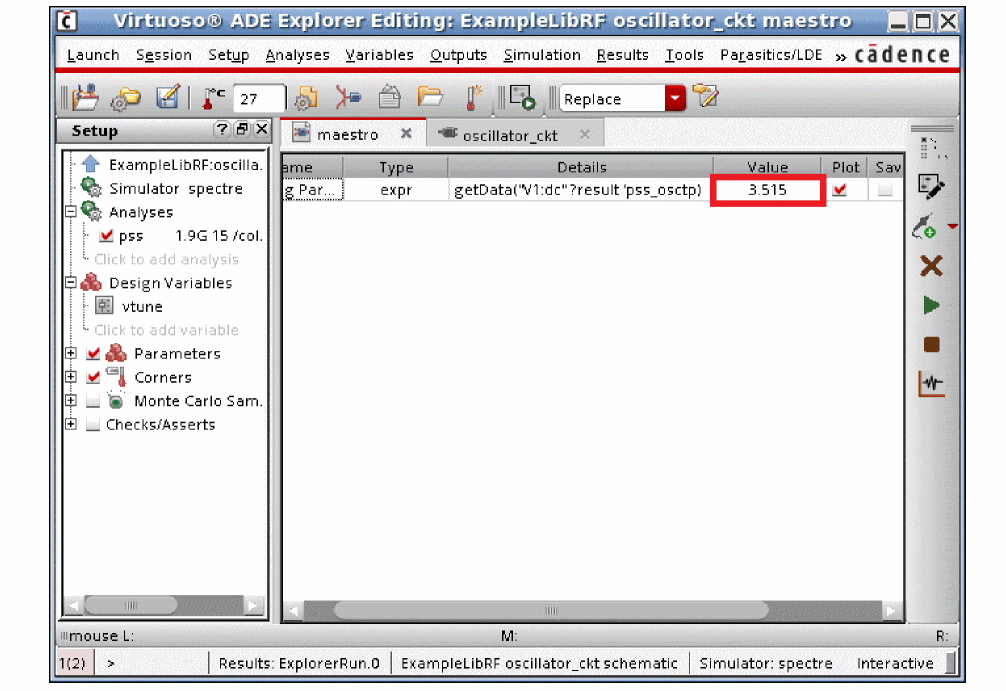 Virtuoso® ADE Explorer Editing: ExampleLibRF oscillator_ckt maestro
Launch Session Setup Analyses Variables Outputs Simulation Results Tools Parasitics/LDE » cādence
°C 27 Replace
Setup
maestro
oscillator_ckt
ExampleLibRF:oscilla.
Simulator spectre
Analyses
pss 1.9G 15 /col.
Click to add analysis
Design Variables
vtune
Click to add variable
Parameters
Corners
Monte Carlo Sam.
Checks/Asserts
ame Type Details Value Plot Sav
g Par... expr getData("V1:dc" ?result 'pss_osctp) 3.515
mouse L: M: R:
1(2) > Results: ExplorerRun.0 ExampleLibRF oscillator_ckt schematic Simulator: spectre Interactive